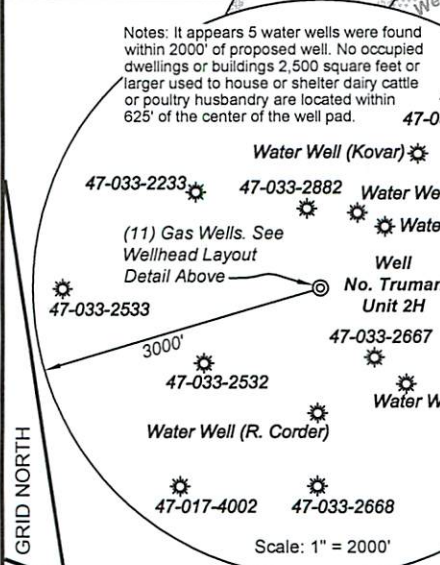 Notes: It appears 5 water wells were found
within 2000' of proposed well. No occupied
dwellings or buildings 2,500 square feet or
larger used to house or shelter dairy cattle
or poultry husbandry are located within
625' of the center of the well pad.
Water Well (Kovar)
47-033-2233
47-033-2882
Water
(11) Gas Wells. See
Wellhead Layout
Detail Above
Well
No. Truman
Unit 2H
47-033-2533
3000'
47-033-2667
47-033-2532
Water
Water Well (R. Corder)
47-017-4002
47-033-2668
GRID NORTH
Scale: 1" = 2000'